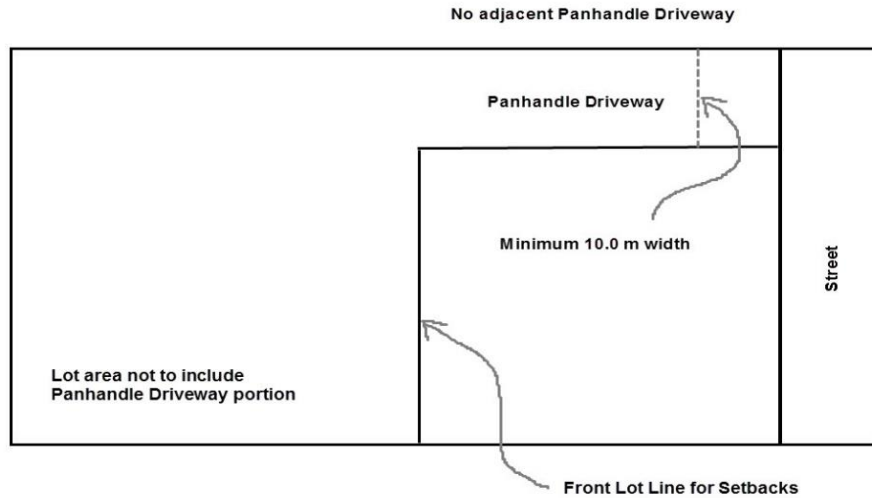 No adjacent Panhandle Driveway
Panhandle Driveway
Minimum 10.0 m width
Street
Lot area not to include
Panhandle Driveway portion
Front Lot Line for Setbacks